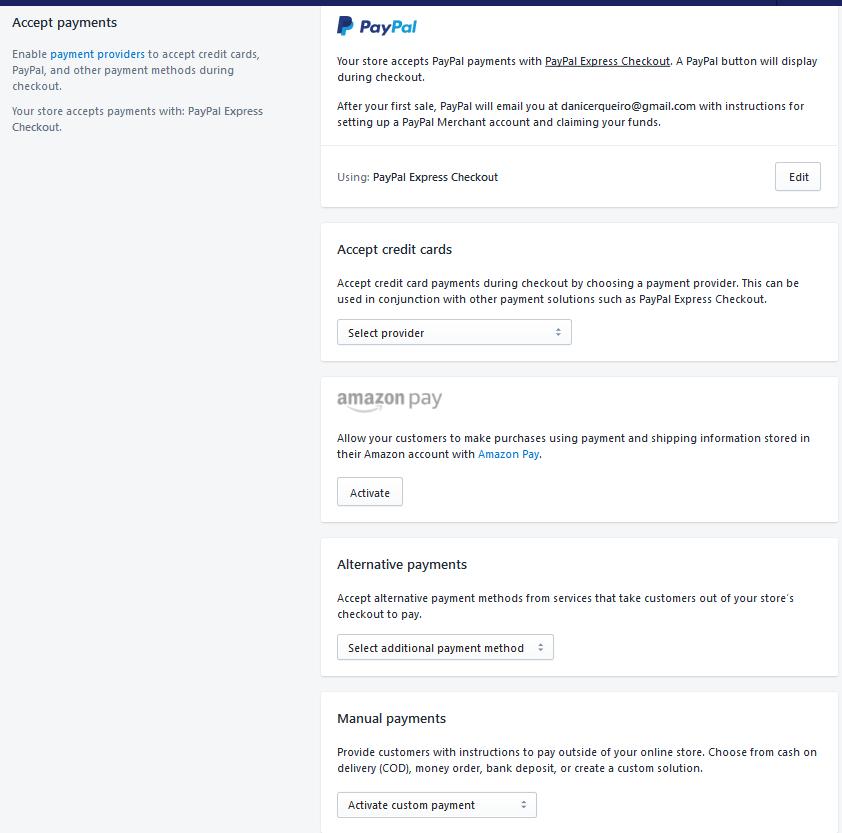 Accept payments
Enable payment providers to accept credit cards,
PayPal, and other payment methods during
checkout.
Your store accepts payments with: PayPal Express
Checkout.
PayPal
Your store accepts PayPal payments with PayPal Express Checkout. A PayPal button will display
during checkout.
After your first sale, PayPal will email you at danicerqueiro@gmail.com with instructions for
setting up a PayPal Merchant account and claiming your funds.
Using: PayPal Express Checkout
Edit
Accept credit cards
Accept credit card payments during checkout by choosing a payment provider. This can be
used in conjunction with other payment solutions such as PayPal Express Checkout.
Select provider
amazon pay
Allow your customers to make purchases using payment and shipping information stored in
their Amazon account with Amazon Pay.
Activate
Alternative payments
Accept alternative payment methods from services that take customers out of your store's
checkout to pay.
Select additional payment method
Manual payments
Provide customers with instructions to pay outside of your online store. Choose from cash on
delivery (COD), money order, bank deposit, or create a custom solution.
Activate custom payment